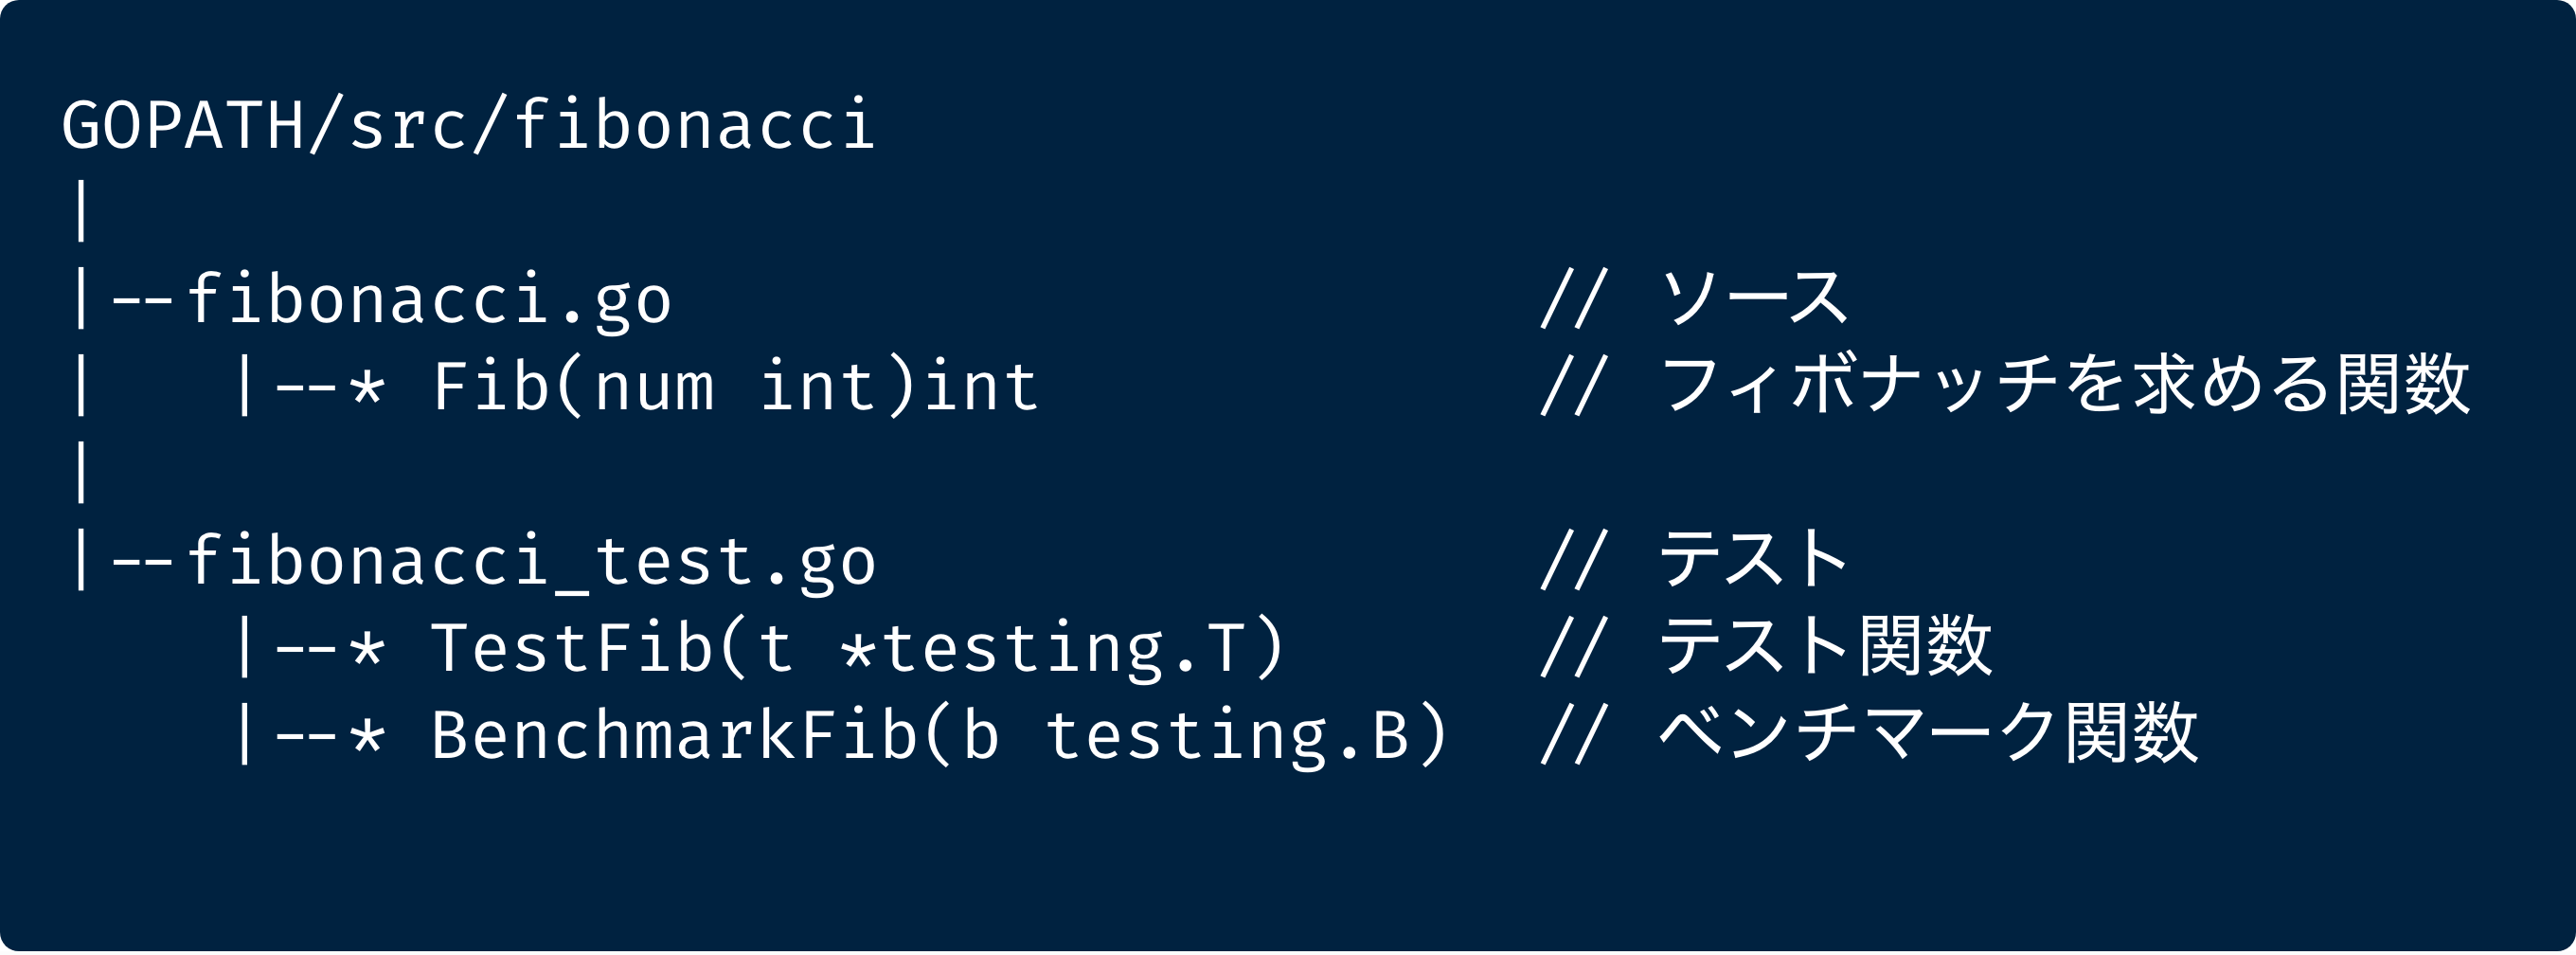 GOPATH/src/fibonacci
|
|--fibonacci.go                     // ソース
|   |--* Fib(num int)int            // フィボナッチを求める関数
|
|--fibonacci_test.go                // テスト
    |--* TestFib(t *testing.T)      // テスト関数
    |--* BenchmarkFib(b testing.B)  // ベンチマーク関数